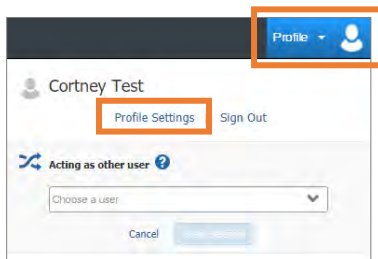 Profile
Cortney Test
Profile Settings Sign Out
Acting as other user ?
Choose a user
Cancel